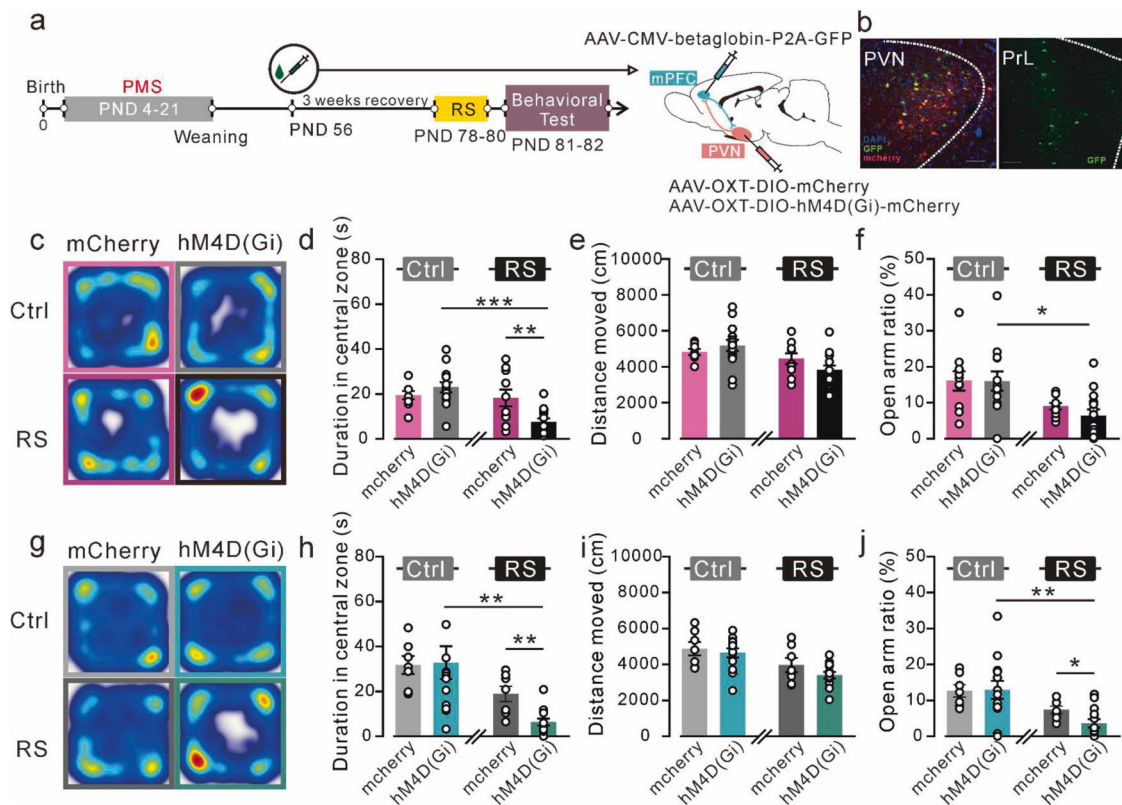 a
b
Birth
0
PMS
PND 4-21
Weaning
3 weeks recovery
PND 56
RS
PND 78-80
Behavioral
Test
PND 81-82
AAV-CMV-betaglobin-P2A-GFP
mPFC
PVN
AAV-OXT-DIO-mCherry
AAV-OXT-DIO-hM4D(Gi)-mCherry
PVN
DAPI
GFP
mcherry
PrL
GFP
c
mCherry
hM4D(Gi)
Ctrl
RS
d
Duration in central zone (s)
80
60
40
20
0
Ctrl
RS
***
**
mcherry
hM4D(Gi)
mcherry
hM4D(Gi)
e
Distance moved (cm)
10000
8000
6000
4000
2000
0
Ctrl
RS
mcherry
hM4D(Gi)
mcherry
hM4D(Gi)
f
Open arm ratio (%)
50
40
30
20
10
0
Ctrl
RS
*
mcherry
hM4D(Gi)
mcherry
hM4D(Gi)
g
mCherry
hM4D(Gi)
Ctrl
RS
h
Duration in central zone (s)
80
60
40
20
0
Ctrl
RS
**
**
mcherry
hM4D(Gi)
mcherry
hM4D(Gi)
i
Distance moved (cm)
10000
8000
6000
4000
2000
0
Ctrl
RS
mcherry
hM4D(Gi)
mcherry
hM4D(Gi)
j
Open arm ratio (%)
50
40
30
20
10
0
Ctrl
RS
**
*
mcherry
hM4D(Gi)
mcherry
hM4D(Gi)